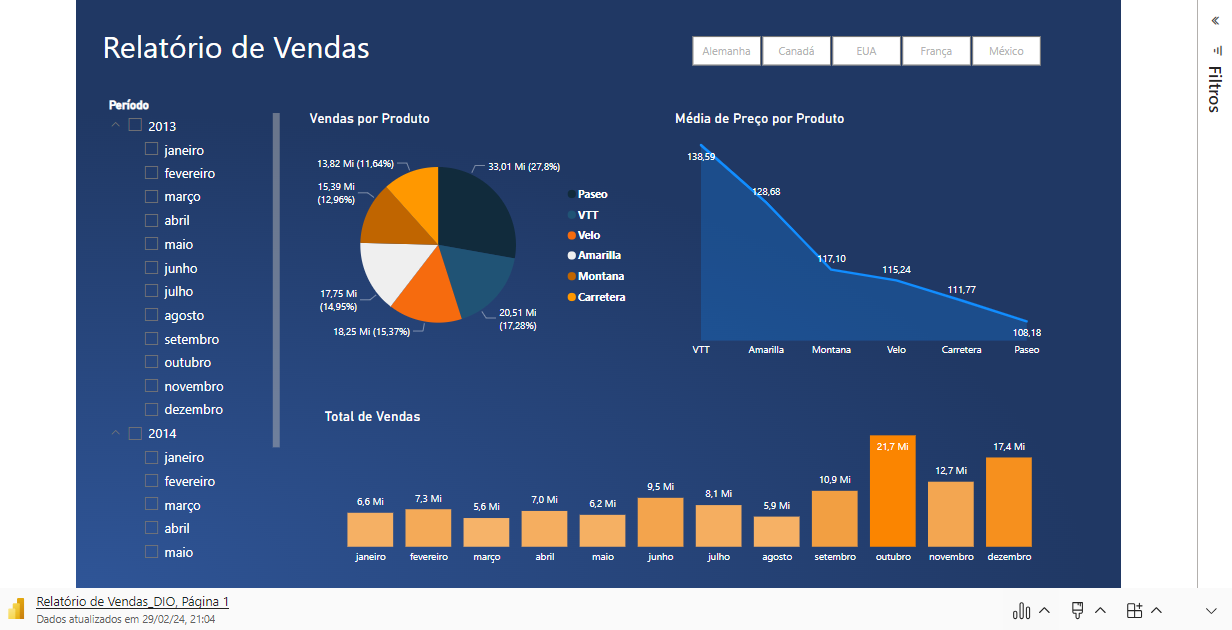 Relatório de Vendas
Alemanha
Canadá
EUA
França
México
Filtros
Período
2013
janeiro
fevereiro
março
abril
maio
junho
julho
agosto
setembro
outubro
novembro
dezembro
2014
janeiro
fevereiro
março
abril
maio
Vendas por Produto
13,82 Mi (11,64%)
33,01 Mi (27,8%)
15,39 Mi
(12,96%)
17,75 Mi
(14,95%)
20,51 Mi
(17,28%)
18,25 Mi (15,37%)
Paseo
VTT
Velo
Amarilla
Montana
Carretera
Média de Preço por Produto
138,59
128,68
117,10
115,24
111,77
108,18
VTT
Amarilla
Montana
Velo
Carretera
Paseo
Total de Vendas
6,6 Mi
7,3 Mi
5,6 Mi
7,0 Mi
6,2 Mi
9,5 Mi
8,1 Mi
5,9 Mi
10,9 Mi
21,7 Mi
12,7 Mi
17,4 Mi
janeiro
fevereiro
março
abril
maio
junho
julho
agosto
setembro
outubro
novembro
dezembro
Relatório de Vendas_DIO, Página 1
Dados atualizados em 29/02/24, 21:04